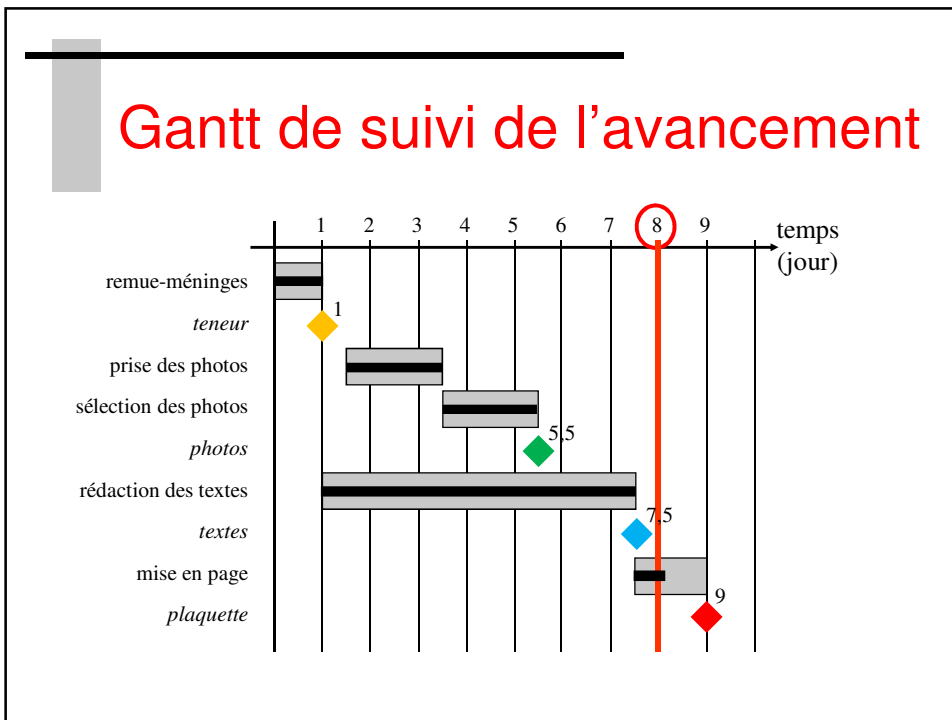 Gantt de suivi de l’avancement
1 2 3 4 5 6 7 8 9 temps
(jour)
remue-méninges
teneur 1
prise des photos
sélection des photos
photos 5,5
rédaction des textes
textes 7,5
mise en page
plaquette 9